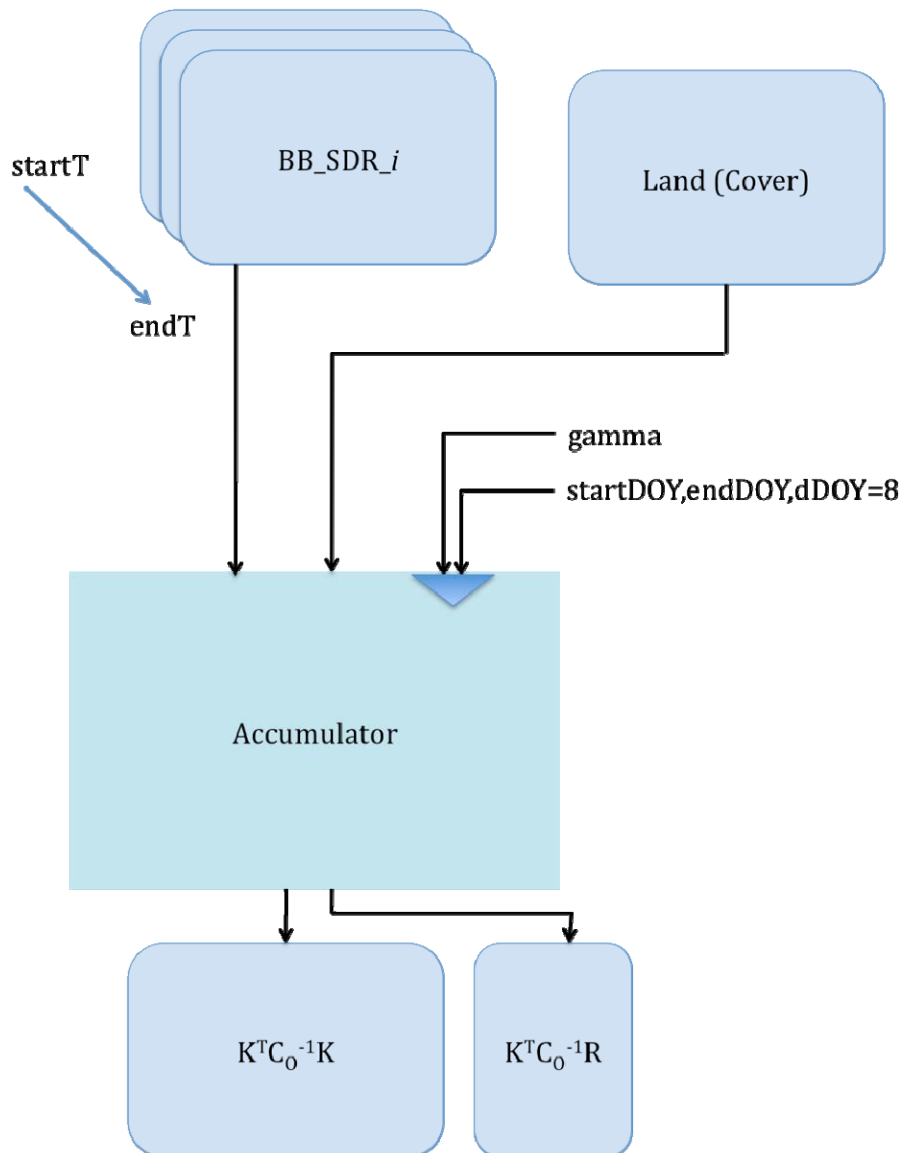 BB_SDR_i
startT
Land (Cover)
endT
gamma
startDOY,endDOY,dDOY=8
Accumulator
KᵀC₀⁻¹K
KᵀC₀⁻¹R